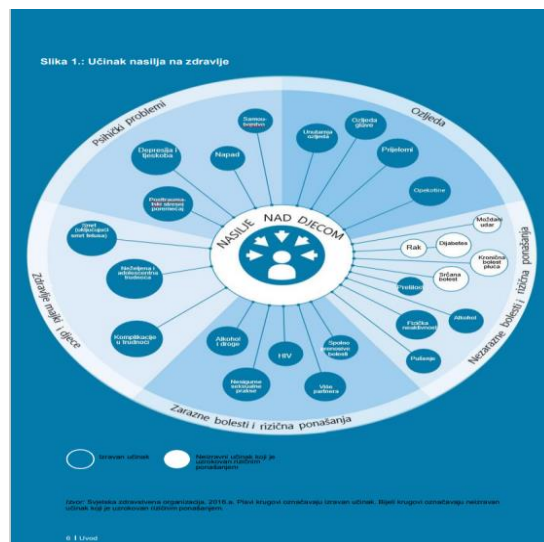 Slika 1.: Učinak nasilja na zdravlje
Psihički problemi
Ozljeda
Samou-
bojstvo
Unutarnja
ozljeda
Ozljeda
glave
Prijelomi
Opekotine
Depresija i
tjeskoba
Napad
NASILJE NAD DJECOM
Smrt
(uključujući
smrt fetusa)
Neželjena i
adolescentna
trudnoća
Komplikacije
u trudnoći
Zdravlje majki i djece
Moždani
udar
Rak
Dijabetes
Kronična
bolest
pluća
Srčana
bolest
Pretilost
Alkohol
Fizička
neaktivnost
Pušenje
Nezarazne bolesti i rizična ponašanja
Alkohol
i droge
HIV
Spolno
prenosive
bolesti
Nesigurne
seksualne
prakse
Više
partnera
Zarazne bolesti i rizična ponašanja
Izravan učinak
Neizravni učinak koji je
uzrokovan rizičnim
ponašanjem
Izvor: Svjetska zdravstvena organizacija, 2016.a. Plavi krugovi označavaju izravan učinak. Bijeli krugovi označavaju neizravan
učinak koji je uzrokovan rizičnim ponašanjem.
6 I Uvod